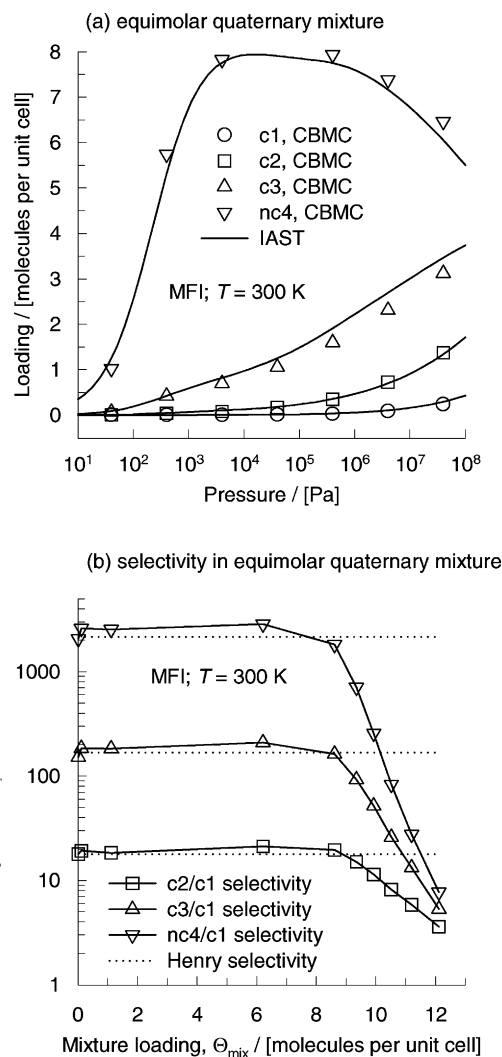 (a) equimolar quaternary mixture
8
7
6
5
4
3
2
1
0
Loading / [molecules per unit cell]
c1, CBMC
c2, CBMC
c3, CBMC
nc4, CBMC
IAST
MFI; T = 300 K
10¹ 10² 10³ 10⁴ 10⁵ 10⁶ 10⁷ 10⁸
Pressure / [Pa]
(b) selectivity in equimolar quaternary mixture
1000
100
10
1
MFI; T = 300 K
c2/c1 selectivity
c3/c1 selectivity
nc4/c1 selectivity
Henry selectivity
0 2 4 6 8 10 12
Mixture loading, Θmix / [molecules per unit cell]